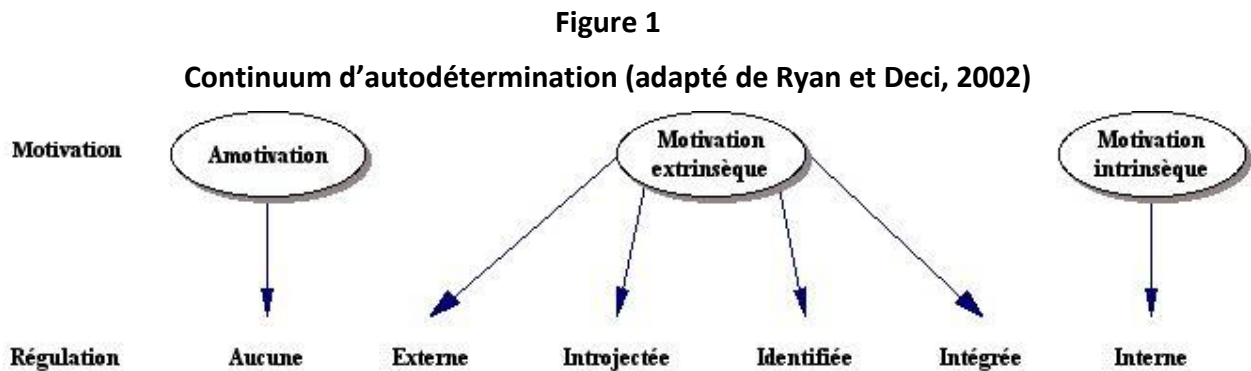 Figure 1
Continuum d’autodétermination (adapté de Ryan et Deci, 2002)
Motivation
Amotivation
Motivation
extrinsèque
Motivation
intrinsèque
Régulation Aucune Externe Introjectée Identifiée Intégrée Interne